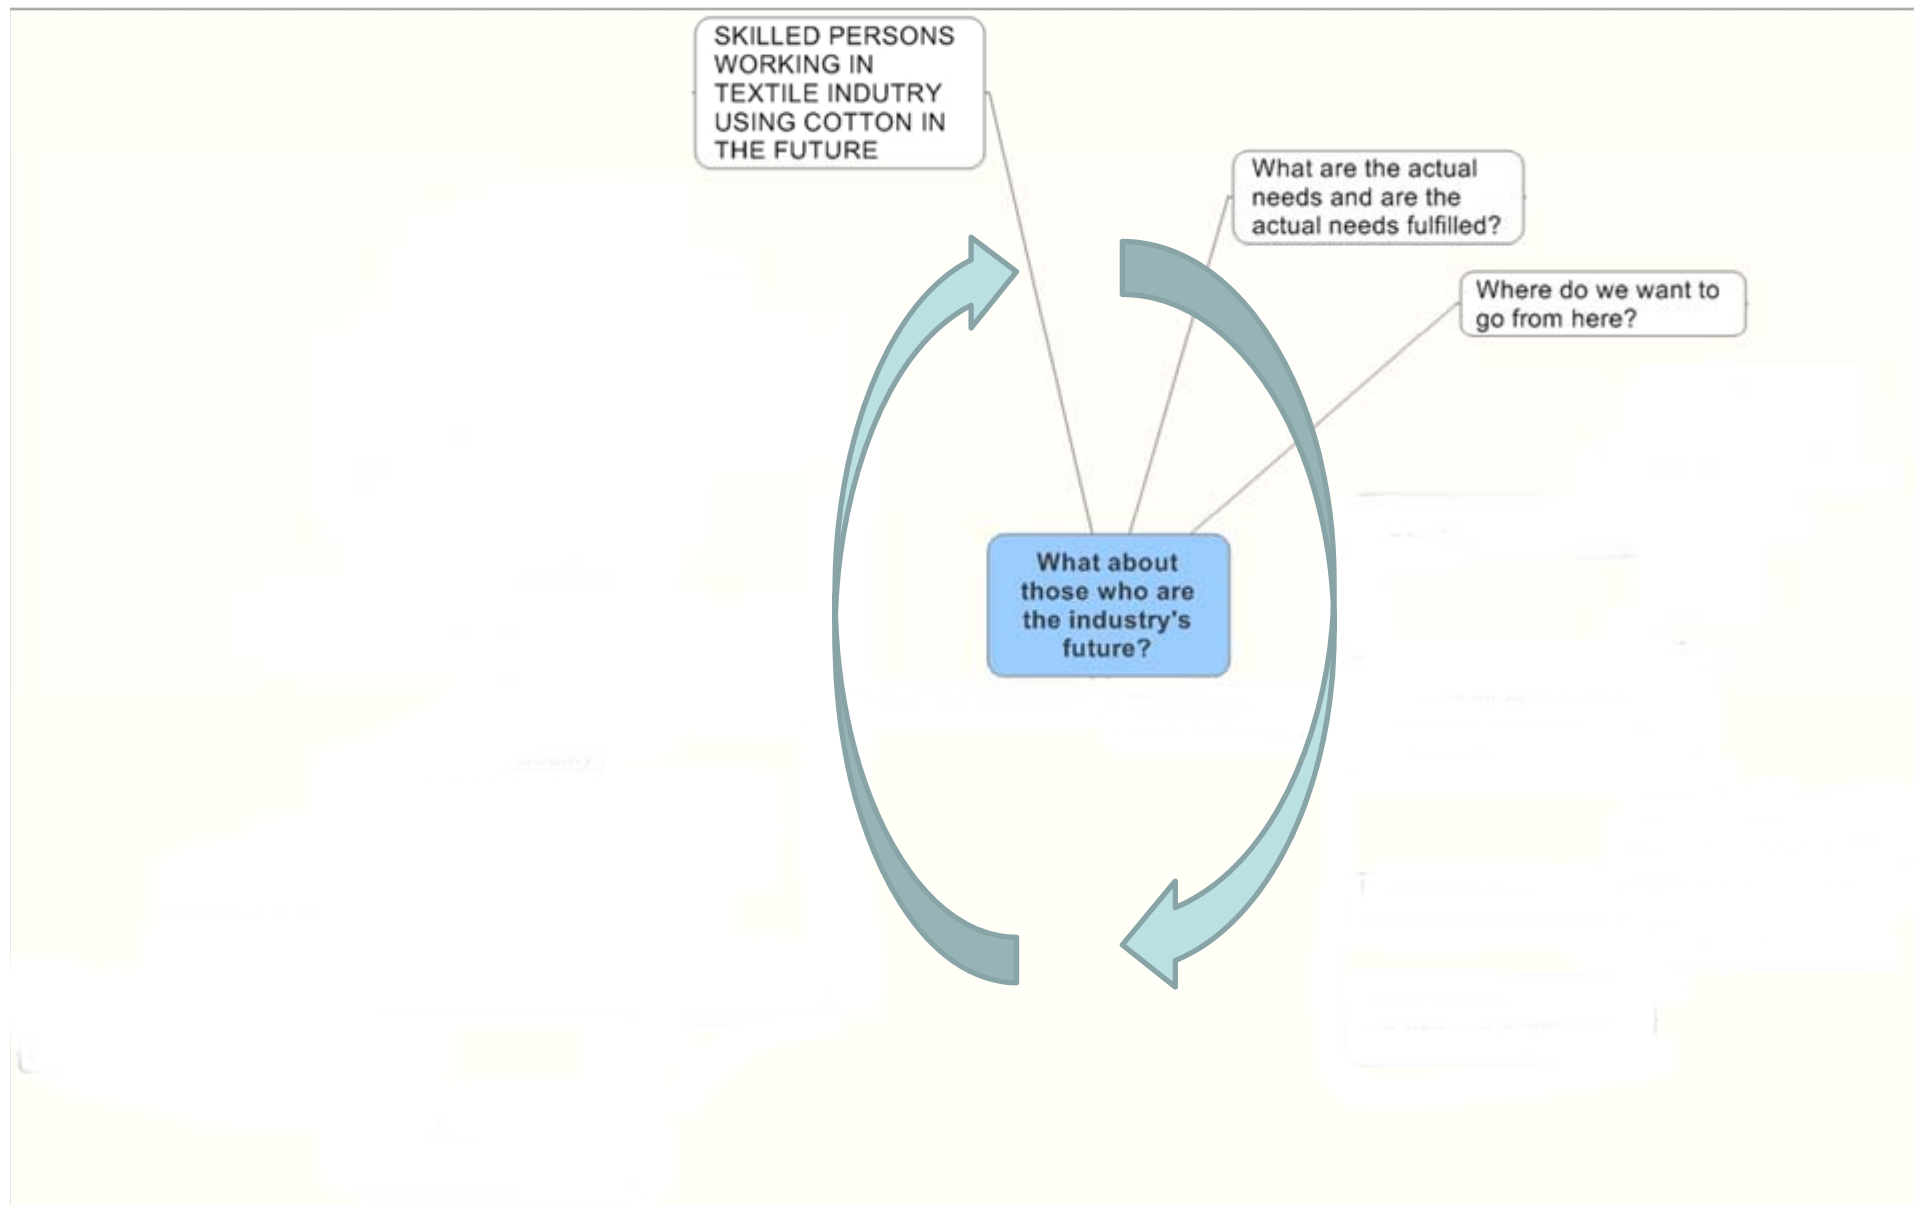 SKILLED PERSONS
WORKING IN
TEXTILE INDUTRY
USING COTTON IN
THE FUTURE
What are the actual
needs and are the
actual needs fulfilled?
Where do we want to
go from here?
What about
those who are
the industry's
future?